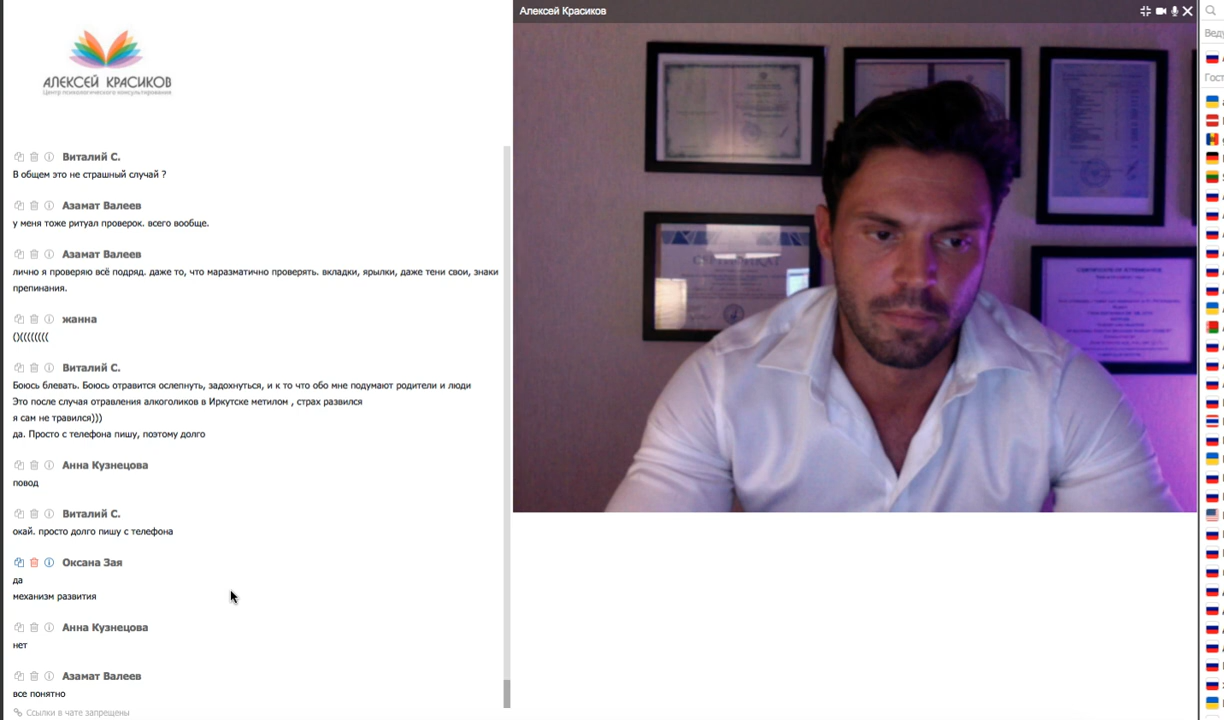 АЛЕКСЕЙ КРАСИКОВ
Центр психологического консультирования
Виталий С.
В общем это не страшный случай ?
Азамат Валеев
у меня тоже ритуал проверок. всего вообще.
Азамат Валеев
лично я проверяю всё подряд. даже то, что маразматично проверять. вкладки, ярылки, даже тени свои, знаки
препинания.
жанна
()((((((((
Виталий С.
Боюсь блевать. Боюсь отравится ослепнуть, задохнуться, и к то что обо мне подумают родители и люди
Это после случая отравления алкоголиков в Иркутске метилом , страх развился
я сам не травился)))
да. Просто с телефона пишу, поэтому долго
Анна Кузнецова
повод
Виталий С.
окай. просто долго пишу с телефона
Оксана Зая
да
механизм развития
Анна Кузнецова
нет
Азамат Валеев
все понятно
Ссылки в чате запрещены
Алексей Красиков
СЕРТИФИКАТ
Веду
Гост